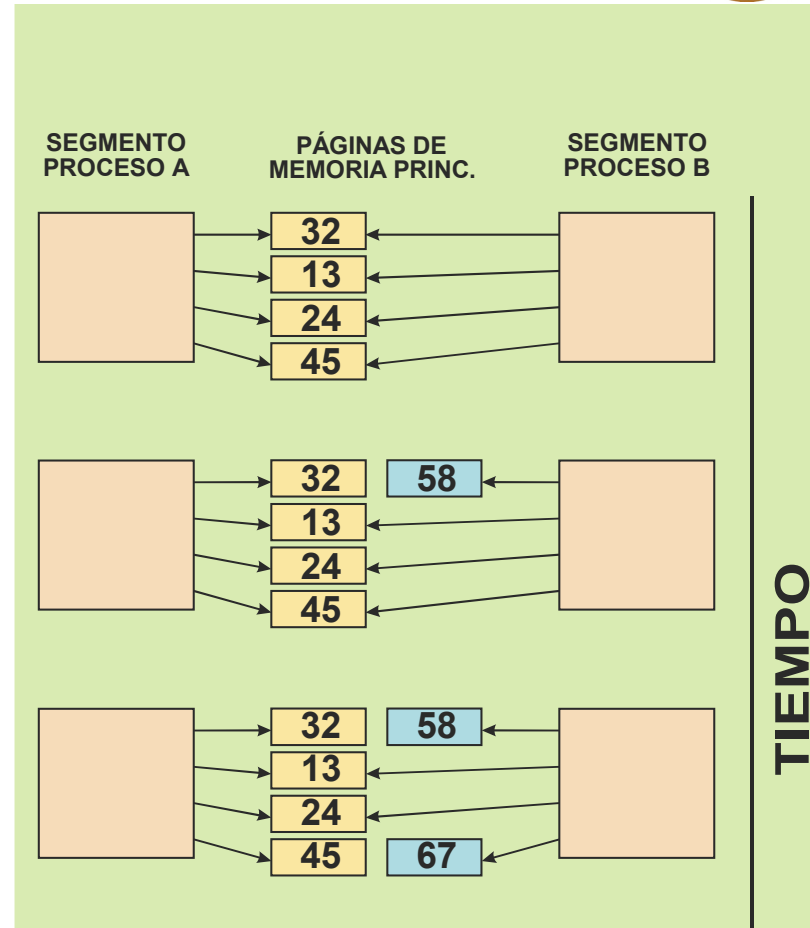 SEGMENTO
PROCESO A
PÁGINAS DE
MEMORIA PRINC.
SEGMENTO
PROCESO B
32
13
24
45
32 58
13
24
45
32 58
13
24
45 67
TIEMPO